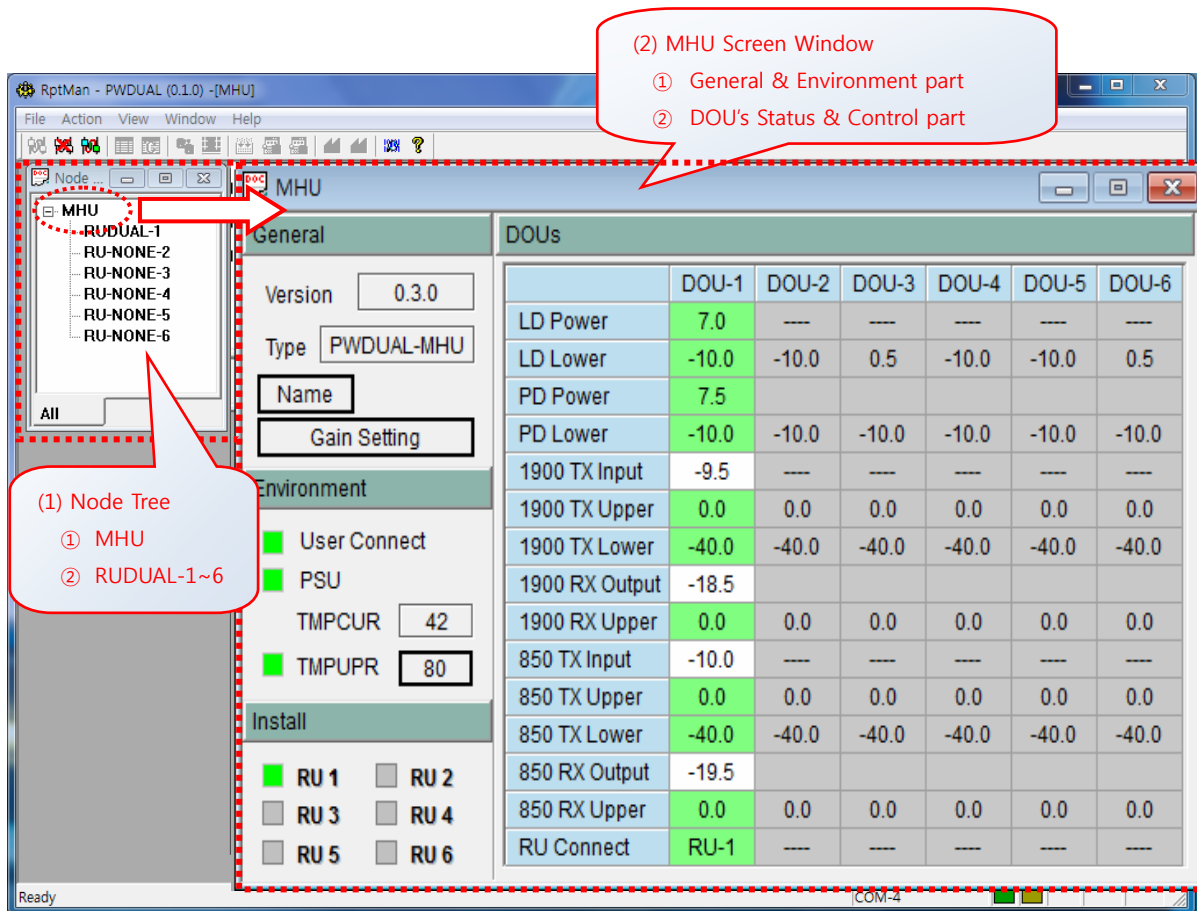 (2) MHU Screen Window
① General & Environment part
② DOU's Status & Control part
RptMan - PWDUAL (0.1.0) -[MHU]
File Action View Window Help
Node ...
MHU
RUDUAL-1
RU-NONE-2
RU-NONE-3
RU-NONE-4
RU-NONE-5
RU-NONE-6
All
(1) Node Tree
① MHU
② RUDUAL-1~6
MHU
General
Version 0.3.0
Type PWDUAL-MHU
Name
Gain Setting
Environment
User Connect
PSU
TMPCUR 42
TMPUPR 80
Install
RU 1 RU 2
RU 3 RU 4
RU 5 RU 6
DOUs
DOU-1 DOU-2 DOU-3 DOU-4 DOU-5 DOU-6
LD Power 7.0 ---- ---- ---- ---- ----
LD Lower -10.0 -10.0 0.5 -10.0 -10.0 0.5
PD Power 7.5
PD Lower -10.0 -10.0 -10.0 -10.0 -10.0 -10.0
1900 TX Input -9.5 ---- ---- ---- ---- ----
1900 TX Upper 0.0 0.0 0.0 0.0 0.0 0.0
1900 TX Lower -40.0 -40.0 -40.0 -40.0 -40.0 -40.0
1900 RX Output -18.5
1900 RX Upper 0.0 0.0 0.0 0.0 0.0 0.0
850 TX Input -10.0 ---- ---- ---- ---- ----
850 TX Upper 0.0 0.0 0.0 0.0 0.0 0.0
850 TX Lower -40.0 -40.0 -40.0 -40.0 -40.0 -40.0
850 RX Output -19.5
850 RX Upper 0.0 0.0 0.0 0.0 0.0 0.0
RU Connect RU-1 ---- ---- ---- ---- ----
Ready
COM-4